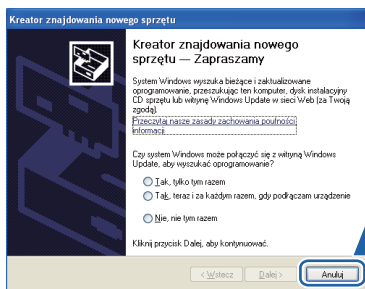 Kreator znajdowania nowego sprzętu
Kreator znajdowania nowego
sprzętu — Zapraszamy
System Windows wyszuka bieżące i zaktualizowane
oprogramowanie, przeszukując ten komputer, dysk instalacyjny
CD sprzętu lub witrynę Windows Update w sieci Web (za Twoją
zgodą).
Przeczytaj nasze zasady zachowania poufności
informacji
Czy system Windows może połączyć się z witryną Windows
Update, aby wyszukać oprogramowanie?
Tak, tylko tym razem
Tak, teraz i za każdym razem, gdy podłączam urządzenie
Nie, nie tym razem
Kliknij przycisk Dalej, aby kontynuować.
< Wstecz Dalej > Anuluj